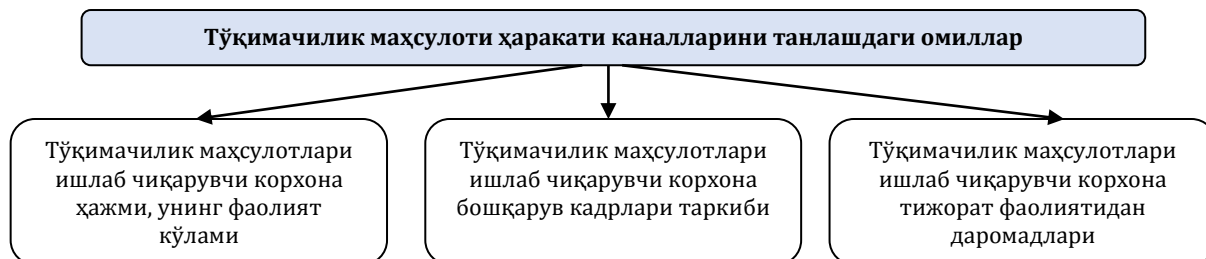 Тўқимачилик маҳсулоти ҳаракати каналларини танлашдаги омиллар
Тўқимачилик маҳсулотлари
ишлаб чиқарувчи корхона
ҳажми, унинг фаолият
кўлами
Тўқимачилик маҳсулотлари
ишлаб чиқарувчи корхона
бошқарув кадрлари таркиби
Тўқимачилик маҳсулотлари
ишлаб чиқарувчи корхона
тижорат фаолиятидан
даромадлари